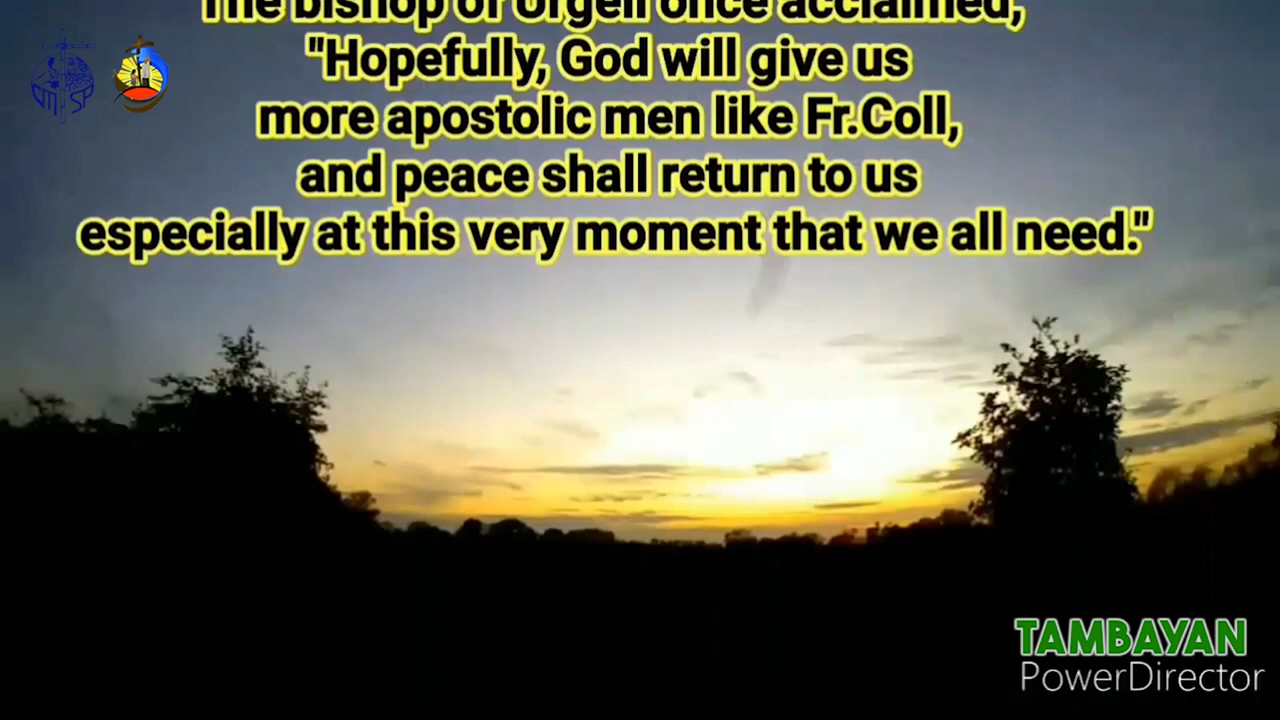 The bishop of Urgell once acclaimed,
"Hopefully, God will give us
more apostolic men like Fr.Coll,
and peace shall return to us
especially at this very moment that we all need."
TAMBAYAN
PowerDirector